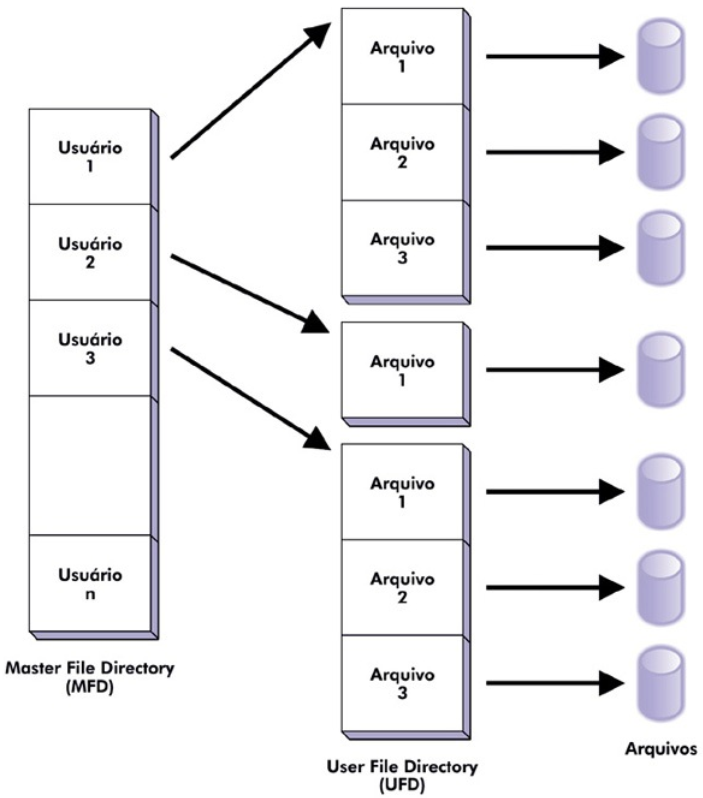 Usuário
1
Usuário
2
Usuário
3
Usuário
n
Master File Directory
(MFD)
Arquivo
1
Arquivo
2
Arquivo
3
Arquivo
1
Arquivo
1
Arquivo
2
Arquivo
3
User File Directory
(UFD)
Arquivos